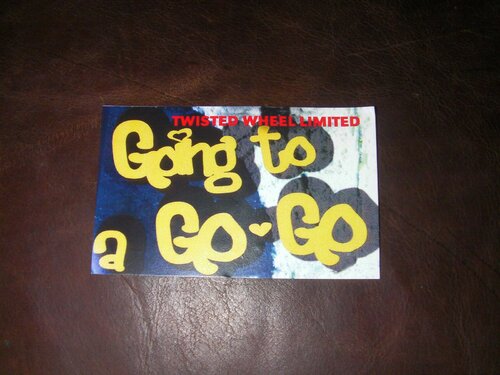 TWISTED WHEEL LIMITED
Going to
a Go-Go